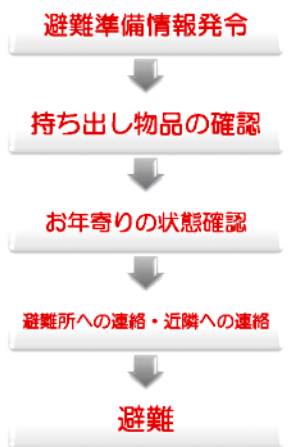 避難準備情報発令
持ち出し物品の確認
お年寄りの状態確認
避難所への連絡・近隣への連絡
避難